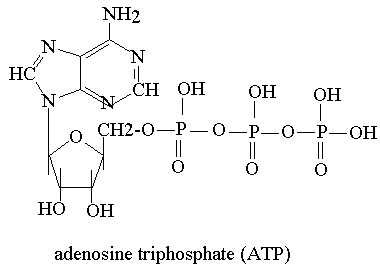 NH2
N
N
HC
CH
N
N
OH
OH
OH
O
CH2-O-P-O-P-O-P-OH
O
O
O
HO
OH
adenosine triphosphate (ATP)